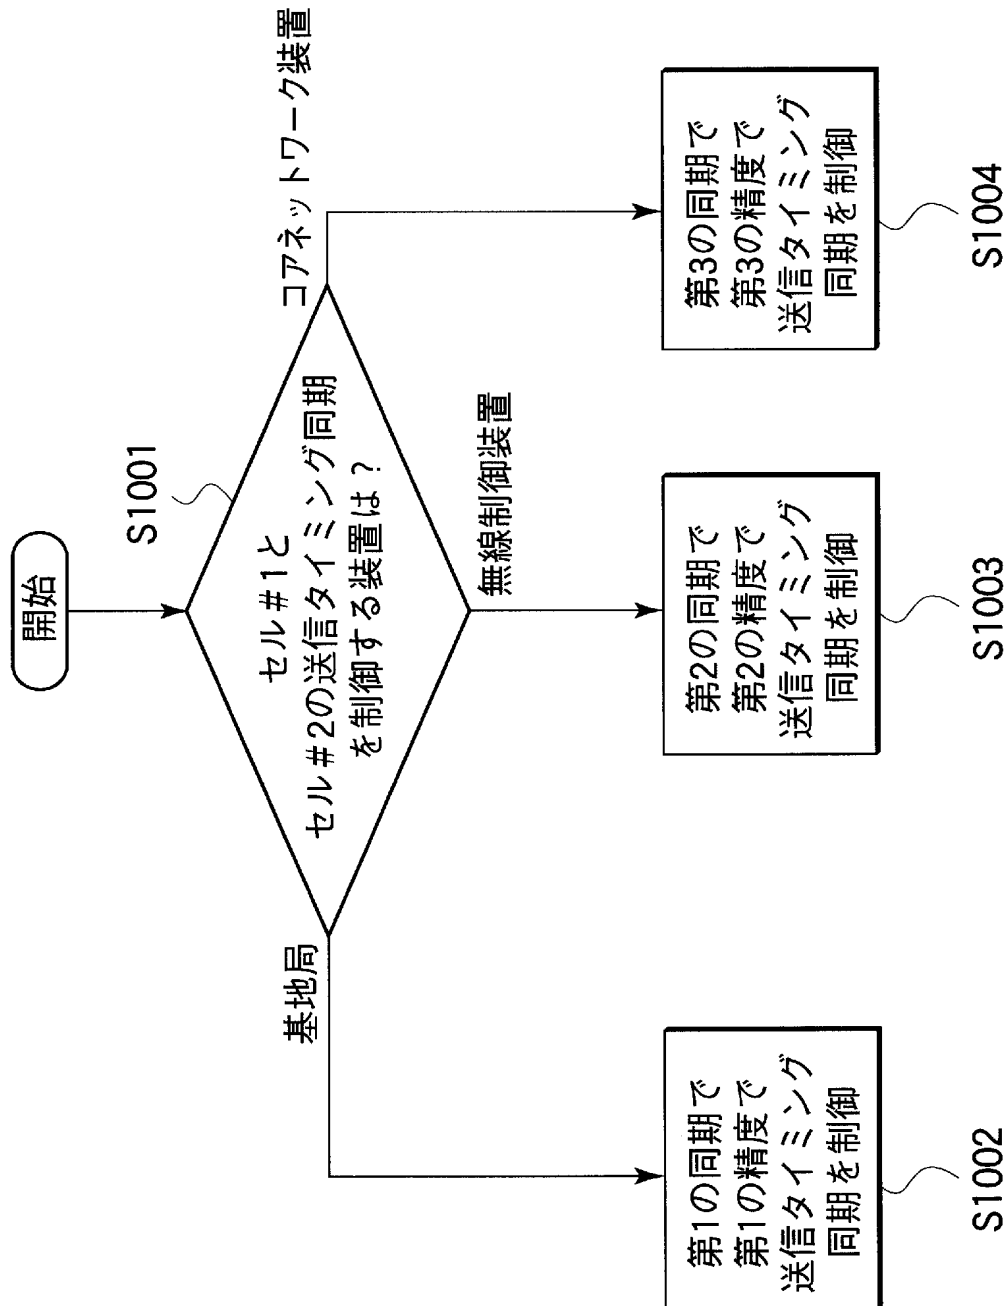 開始
S1001
セル#1と
セル#2の送信タイミング同期
を制御する装置は？
基地局
無線制御装置
コアネットワーク装置
第1の同期で
第1の精度で
送信タイミング
同期を制御
S1002
第2の同期で
第2の精度で
送信タイミング
同期を制御
S1003
第3の同期で
第3の精度で
送信タイミング
同期を制御
S1004